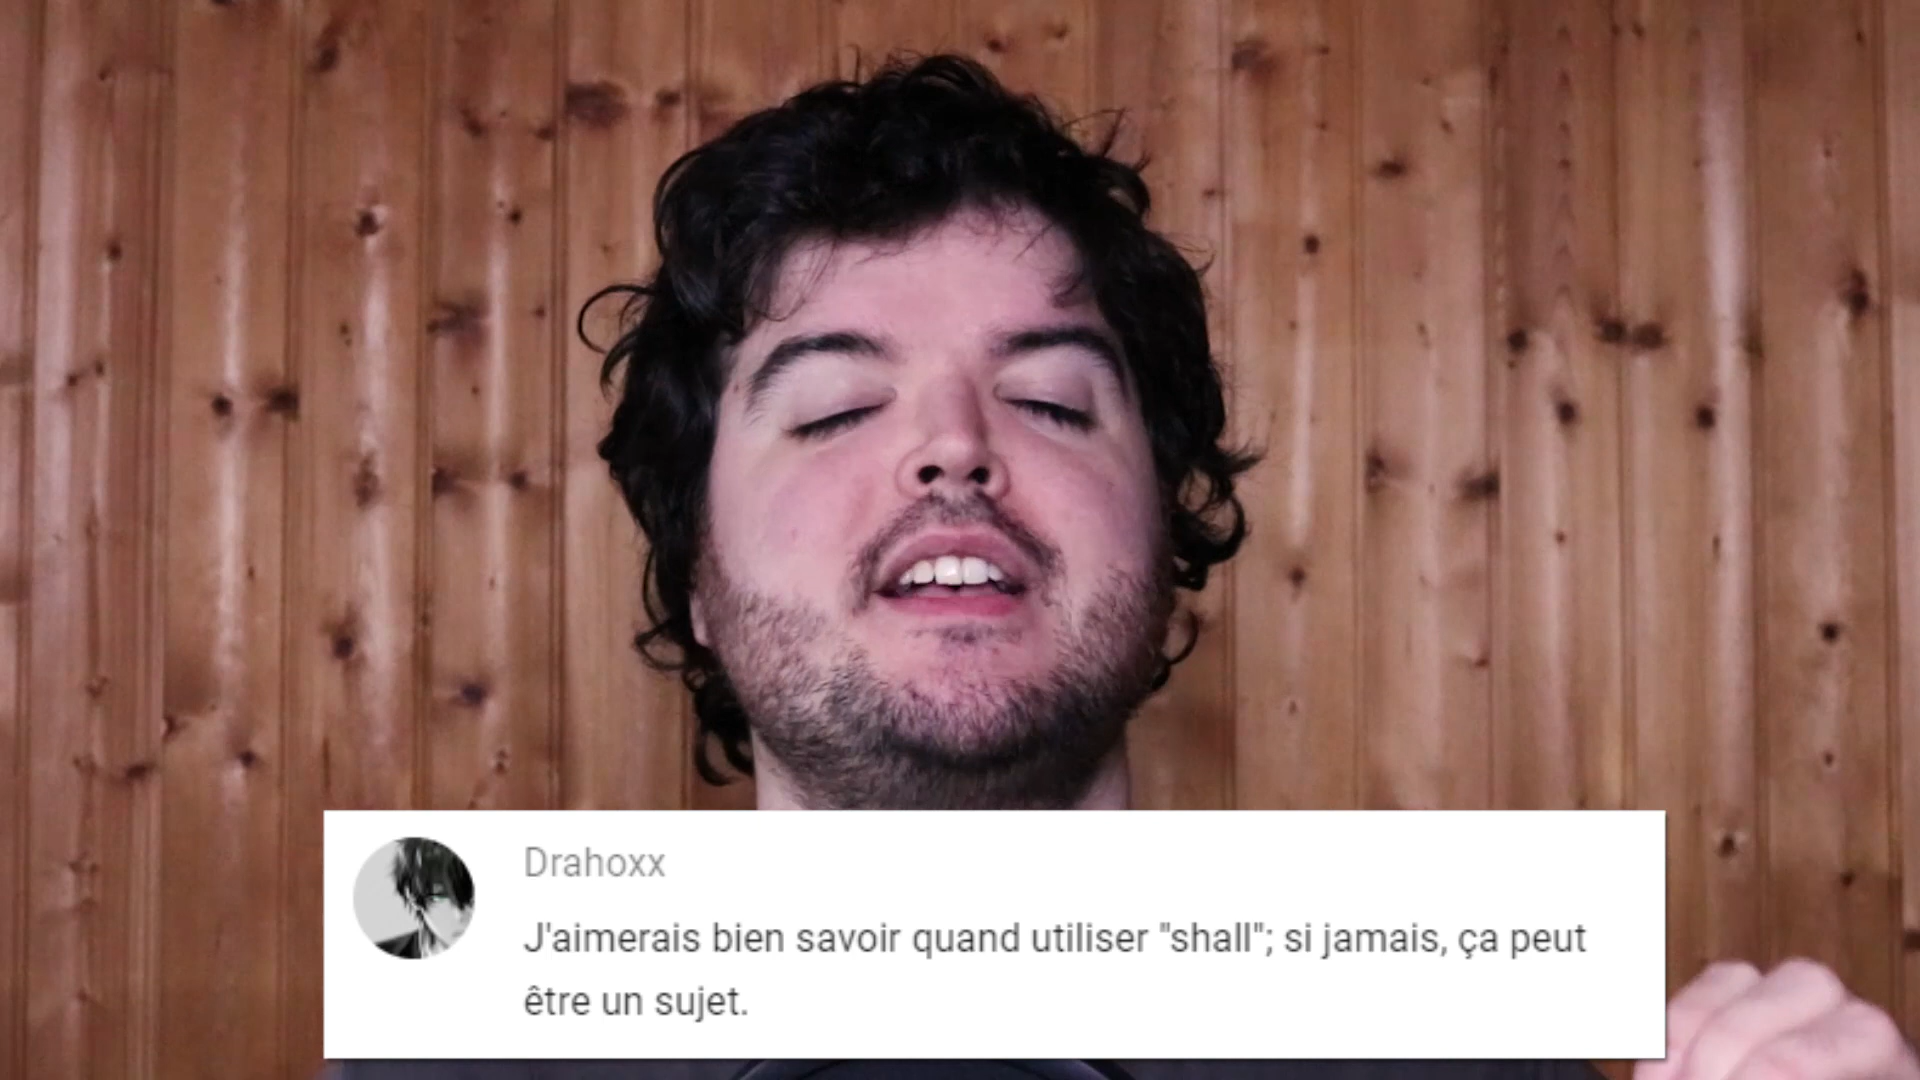 Drahoxx
J'aimerais bien savoir quand utiliser "shall"; si jamais, ça peut
être un sujet.